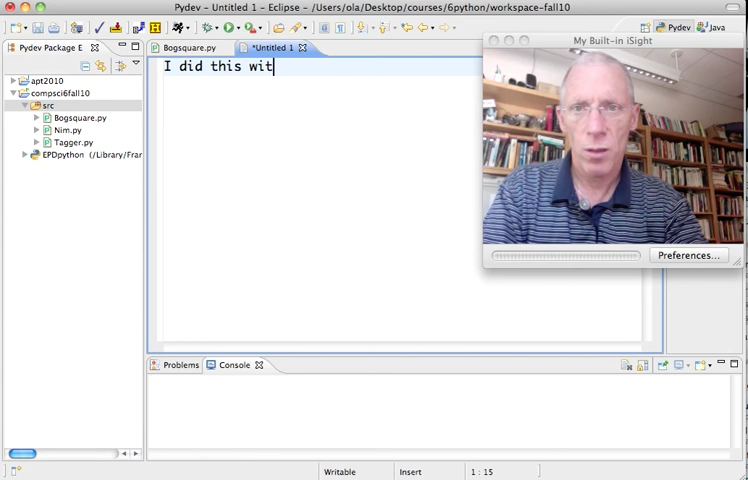 Pydev - Untitled 1 - Eclipse - /Users/ola/Desktop/courses/6python/workspace-fall10
Pydev
Java
Pydev Package E
Bogsquare.py
*Untitled 1
My Built-in iSight
apt2010
compsci6fall10
src
Bogsquare.py
Nim.py
Tagger.py
EPDpython (/Library/Fra
I did this wit
Preferences...
Problems
Console
Writable
Insert
1 : 15